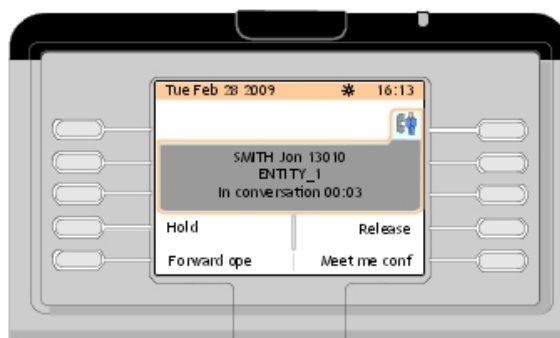 Tue Feb 28 2009 16:13
SMITH Jon 13010
ENTITY_1
In conversation 00:03
Hold Release
Forward ope Meet me conf